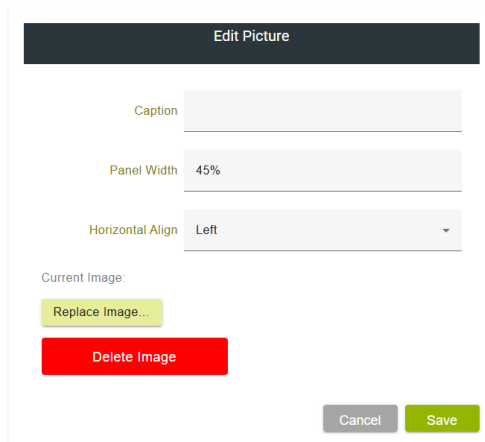 Edit Picture
Caption
Panel Width 45%
Horizontal Align Left
Current Image:
Replace Image...
Delete Image
Cancel Save